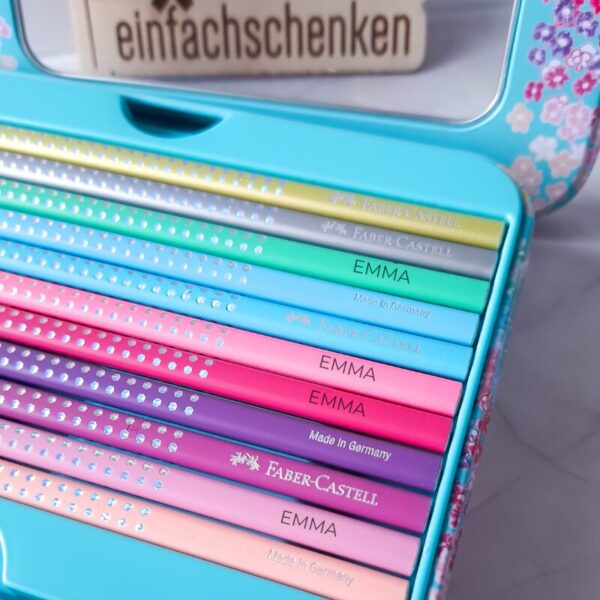 einfachschenken
FABER-CASTELL
FABER-CASTELL
EMMA
Made in Germany
FABER-CASTELL
EMMA
EMMA
Made in Germany
FABER-CASTELL
EMMA
Made in Germany